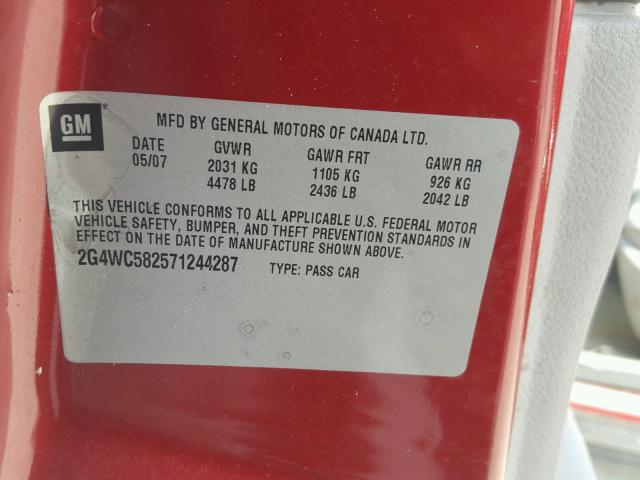 GM
MFD BY GENERAL MOTORS OF CANADA LTD.
DATE GVWR GAWR FRT GAWR RR
05/07 2031 KG 1105 KG 926 KG
4478 LB 2436 LB 2042 LB
THIS VEHICLE CONFORMS TO ALL APPLICABLE U.S. FEDERAL MOTOR
VEHICLE SAFETY, BUMPER, AND THEFT PREVENTION STANDARDS IN
EFFECT ON THE DATE OF MANUFACTURE SHOWN ABOVE.
2G4WC582571244287 TYPE: PASS CAR